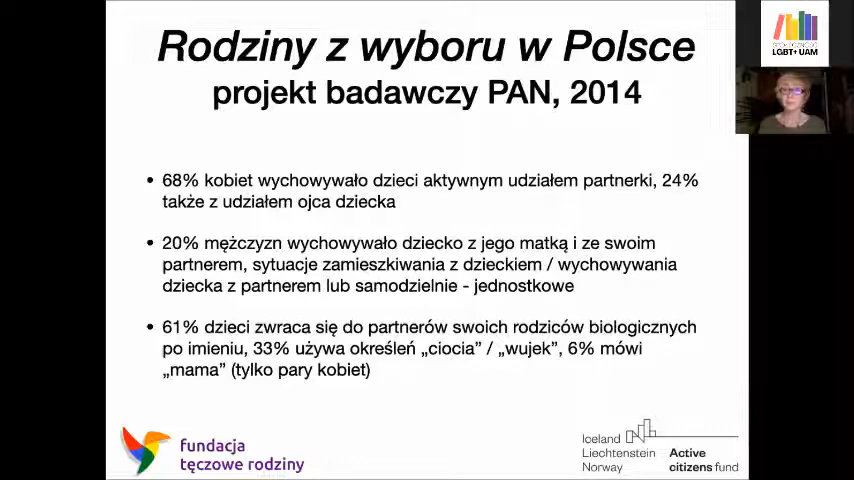 Rodziny z wyboru w Polsce
projekt badawczy PAN, 2014
SPOŁECZNOŚĆ
LGBT+ UAM
• 68% kobiet wychowywało dzieci aktywnym udziałem partnerki, 24%
także z udziałem ojca dziecka
• 20% mężczyzn wychowywało dziecko z jego matką i ze swoim
partnerem, sytuacje zamieszkiwania z dzieckiem / wychowywania
dziecka z partnerem lub samodzielnie - jednostkowe
• 61% dzieci zwraca się do partnerów swoich rodziców biologicznych
po imieniu, 33% używa określeń „ciocia” / „wujek”, 6% mówi
„mama” (tylko pary kobiet)
fundacja
tęczowe rodziny
Iceland
Liechtenstein
Norway
Active
citizens fund